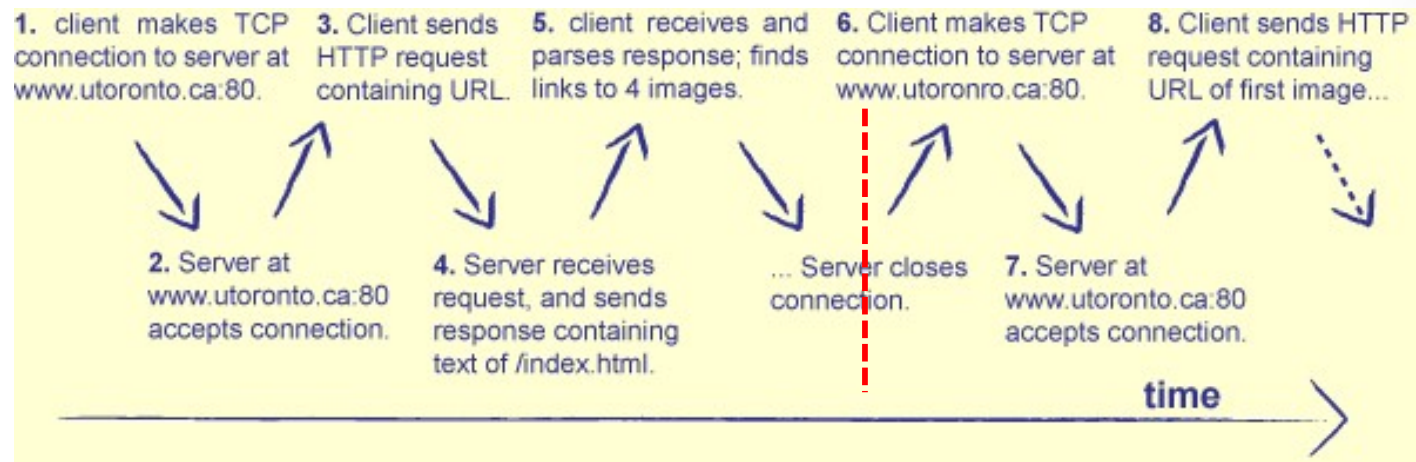 1. client makes TCP
connection to server at
www.utoronto.ca:80.
2. Server at
www.utoronto.ca:80
accepts connection.
3. Client sends
HTTP request
containing URL.
4. Server receives
request, and sends
response containing
text of /index.html.
5. client receives and
parses response; finds
links to 4 images.
... Server closes
connection.
6. Client makes TCP
connection to server at
www.utoronro.ca:80.
7. Server at
www.utoronto.ca:80
accepts connection.
8. Client sends HTTP
request containing
URL of first image...
time